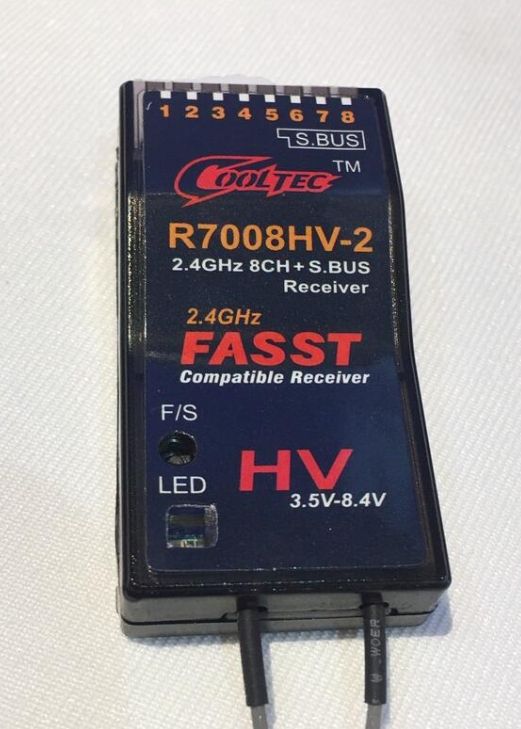 1 2 3 4 5 6 7 8
S.BUS
COOLTEC TM
R7008HV-2
2.4GHz 8CH+S.BUS
Receiver
2.4GHz
FASST
Compatible Receiver
F/S
HV
LED
3.5V-8.4V
WOER